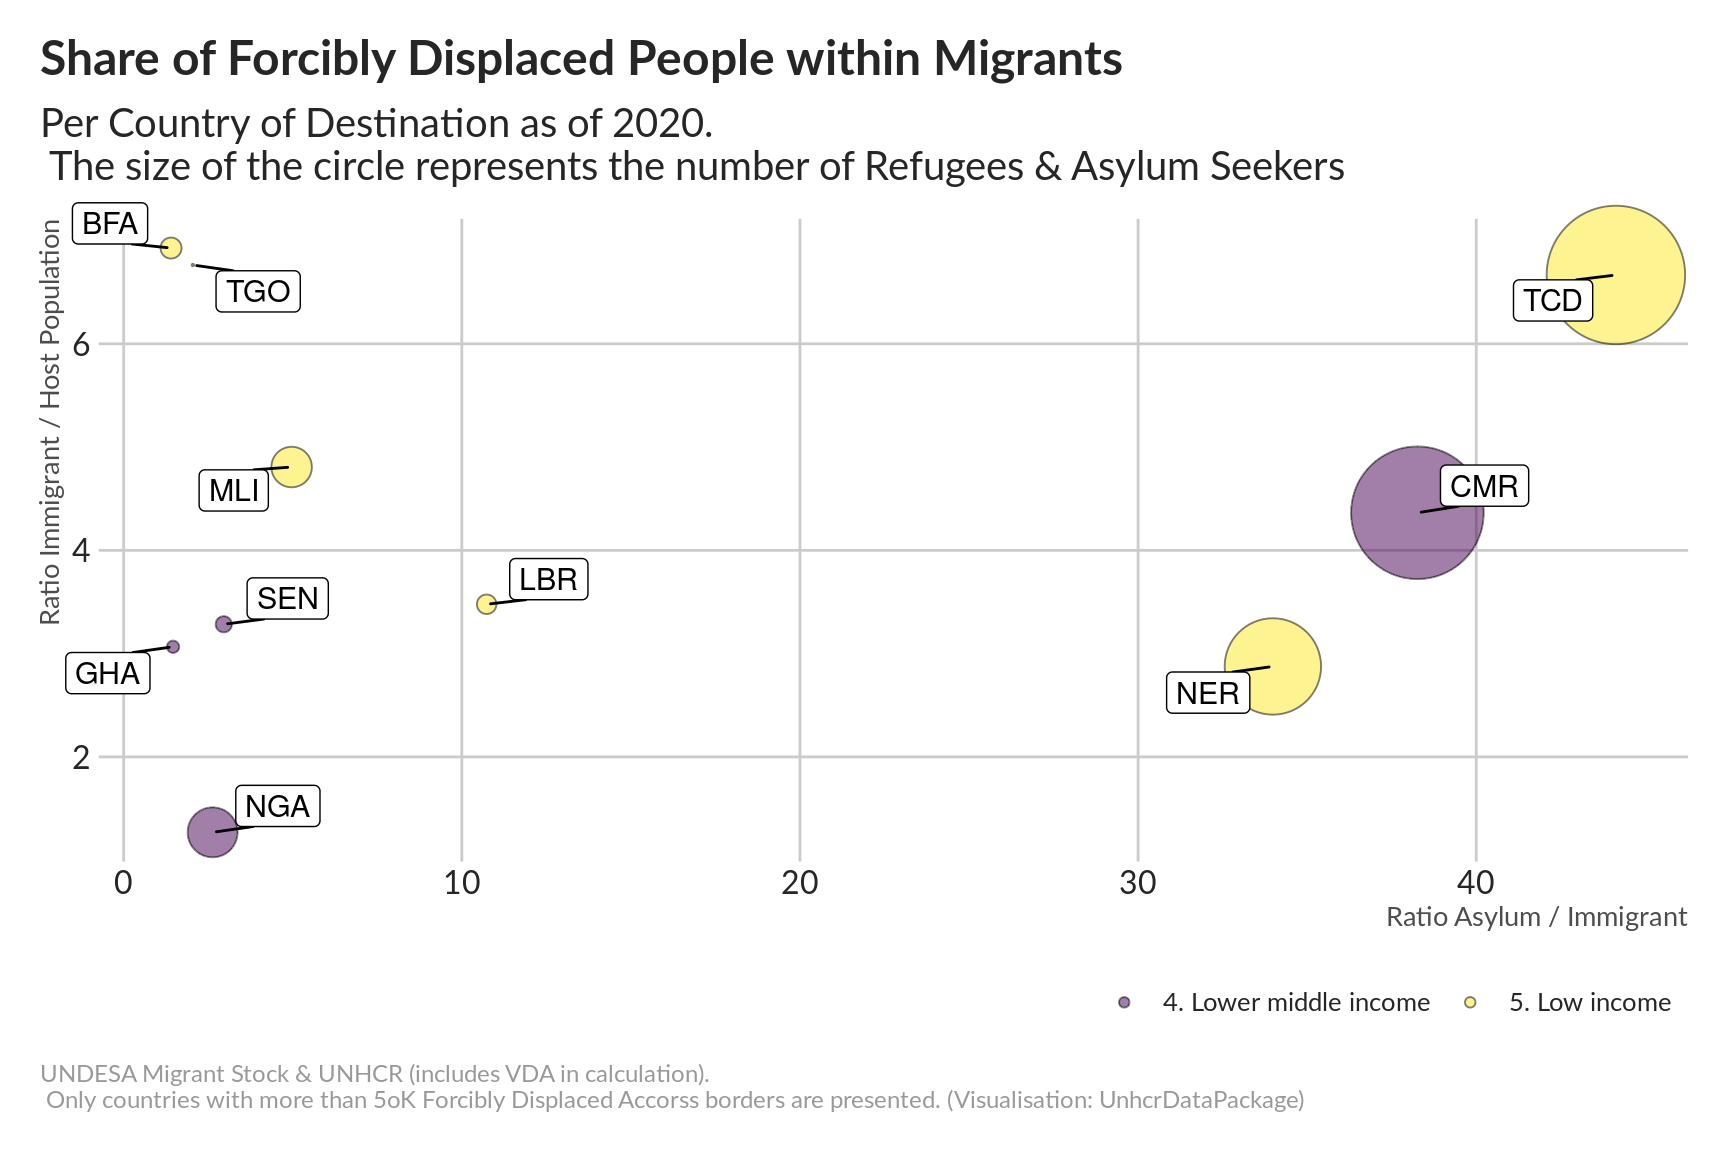 Share of Forcibly Displaced People within Migrants
Per Country of Destination as of 2020.
The size of the circle represents the number of Refugees & Asylum Seekers
Ratio Immigrant / Host Population
BFA
TGO
TCD
6
MLI
CMR
4
LBR
SEN
GHA
NER
2
NGA
0 10 20 30 40
Ratio Asylum / Immigrant
4. Lower middle income 5. Low income
UNDESA Migrant Stock & UNHCR (includes VDA in calculation).
Only countries with more than 5oK Forcibly Displaced Accorss borders are presented. (Visualisation: UnhcrDataPackage)